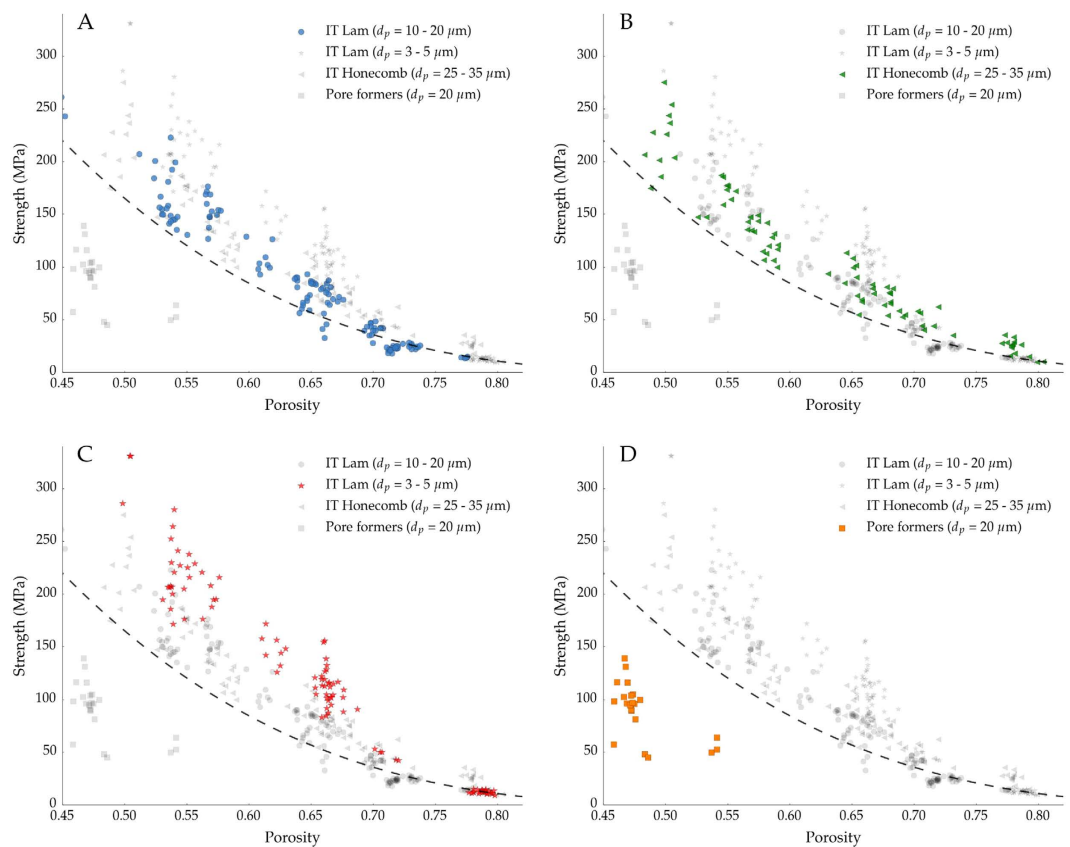 A
IT Lam (dp = 10 - 20 μm)
IT Lam (dp = 3 - 5 μm)
IT Honecomb (dp = 25 - 35 μm)
Pore formers (dp = 20 μm)
Strength (MPa)
300
250
200
150
100
50
0
0.45 0.50 0.55 0.60 0.65 0.70 0.75 0.80
Porosity
B
IT Lam (dp = 10 - 20 μm)
IT Lam (dp = 3 - 5 μm)
IT Honecomb (dp = 25 - 35 μm)
Pore formers (dp = 20 μm)
Strength (MPa)
300
250
200
150
100
50
0
0.45 0.50 0.55 0.60 0.65 0.70 0.75 0.80
Porosity
C
IT Lam (dp = 10 - 20 μm)
IT Lam (dp = 3 - 5 μm)
IT Honecomb (dp = 25 - 35 μm)
Pore formers (dp = 20 μm)
Strength (MPa)
300
250
200
150
100
50
0
0.45 0.50 0.55 0.60 0.65 0.70 0.75 0.80
Porosity
D
IT Lam (dp = 10 - 20 μm)
IT Lam (dp = 3 - 5 μm)
IT Honecomb (dp = 25 - 35 μm)
Pore formers (dp = 20 μm)
Strength (MPa)
300
250
200
150
100
50
0
0.45 0.50 0.55 0.60 0.65 0.70 0.75 0.80
Porosity